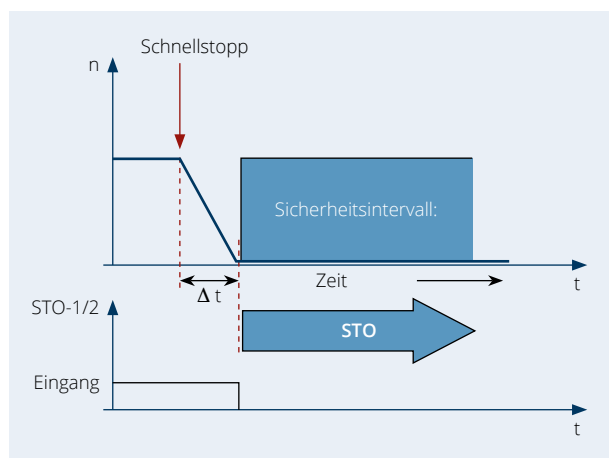 Schnellstopp
n
Sicherheitsintervall:
Zeit
t
Δ t
STO-1/2
STO
Eingang
t